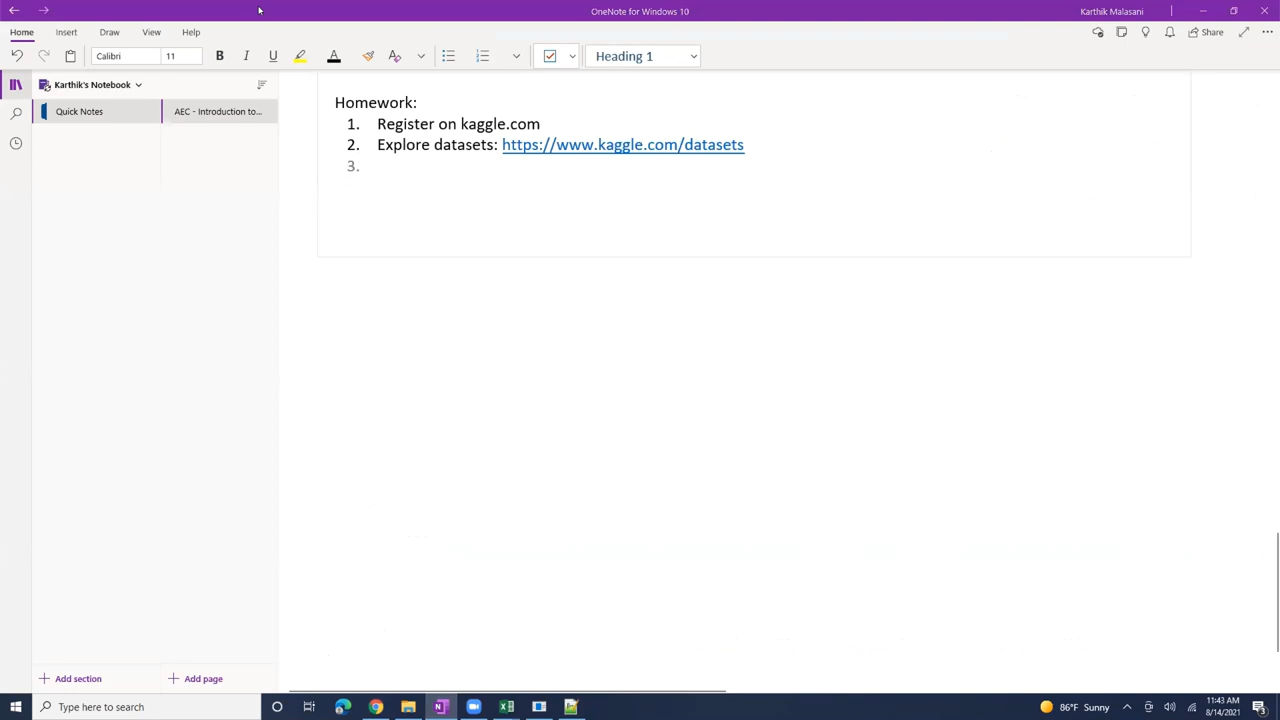 OneNote for Windows 10
Karthik Malasani
Home Insert Draw View Help
Share
Calibri 11 B I U A Heading 1
Karthik's Notebook
Quick Notes
AEC - Introduction to...
Homework:
1. Register on kaggle.com
2. Explore datasets: https://www.kaggle.com/datasets
3.
Add section
Add page
Type here to search
86°F Sunny
11:43 AM
8/14/2021
3